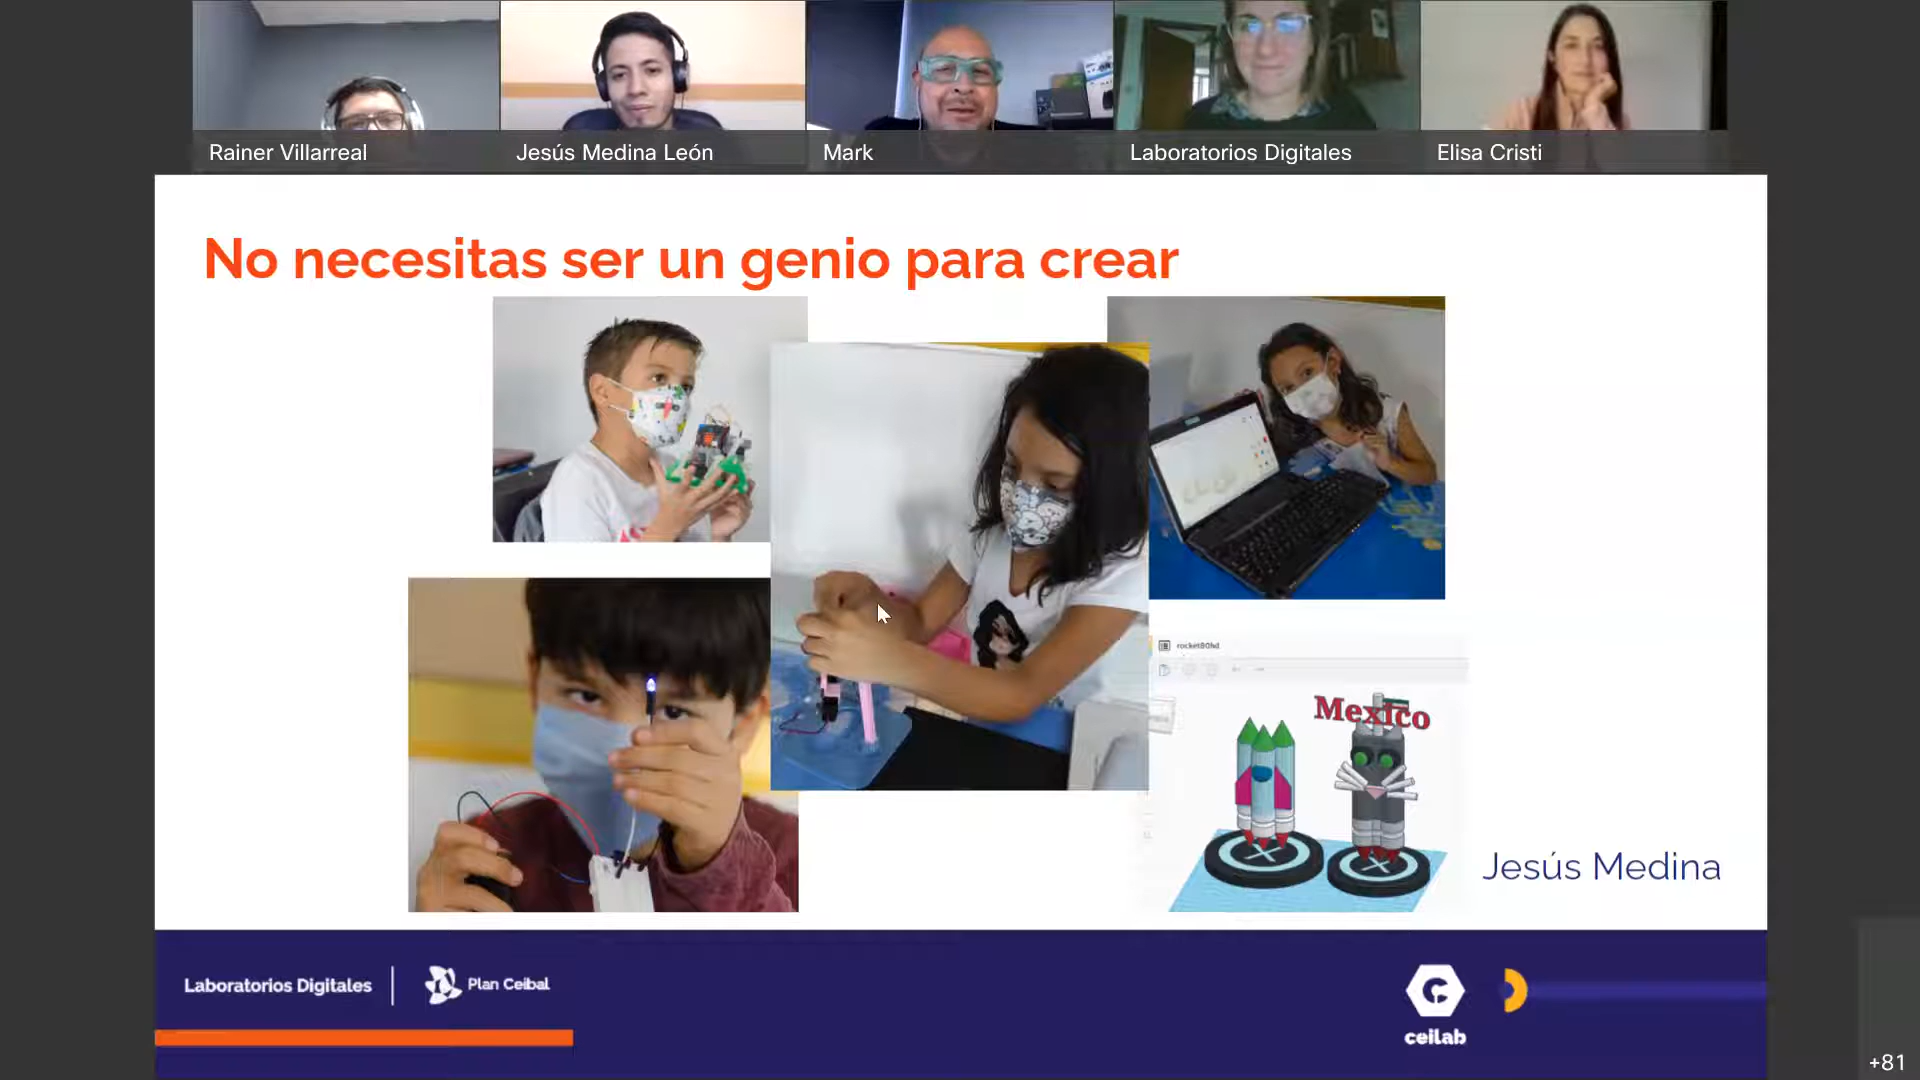 Rainer Villarreal
Jesús Medina León
Mark
Laboratorios Digitales
Elisa Cristi
No necesitas ser un genio para crear
Mexico
Jesús Medina
Laboratorios Digitales
Plan Ceibal
ceilab
+81